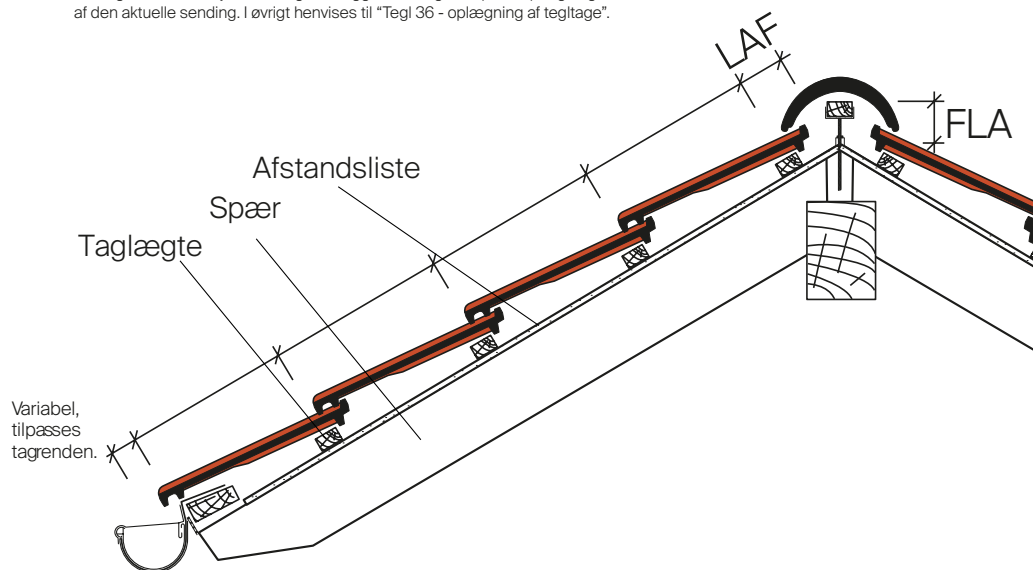 af den aktuelle sending. I øvrigt henvises til “Tegl 36 - oplægning af tegltage”.
LAF
FLA
Afstandsliste
Spær
Taglægte
Variabel,
tilpasses
tagrenden.